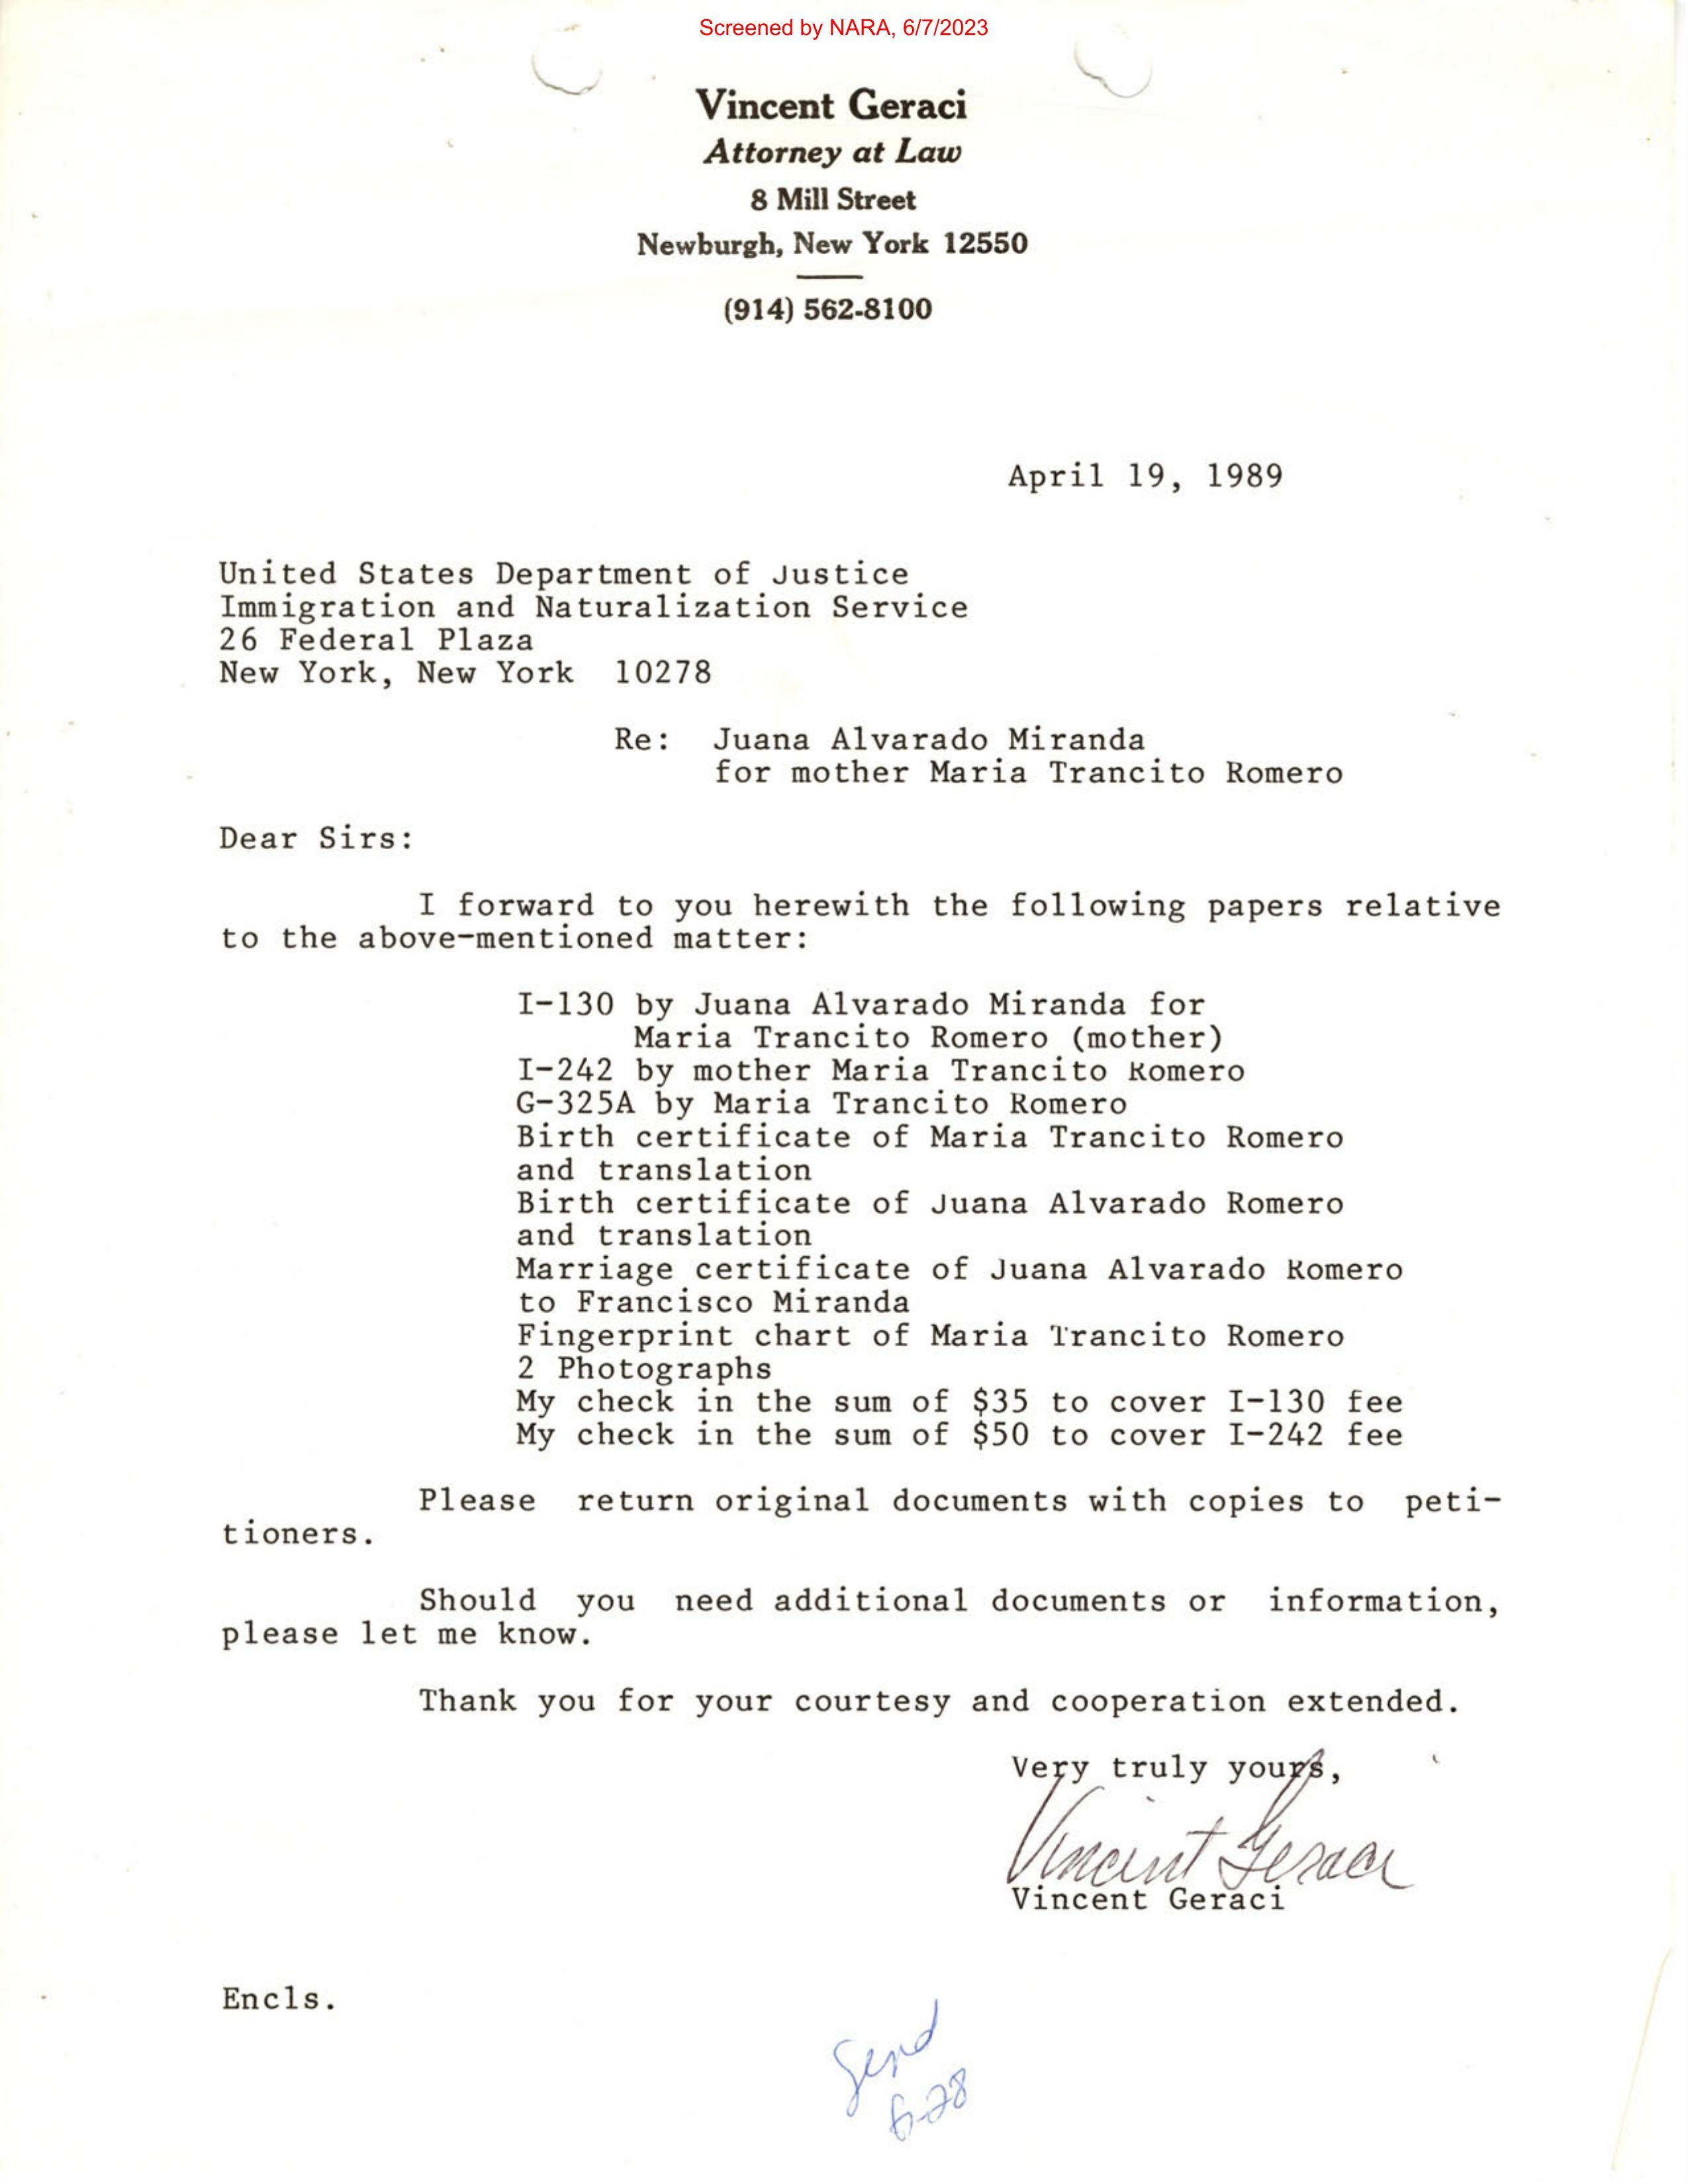 Screened by NARA, 6/7/2023
Vincent Geraci
Attorney at Law
8 Mill Street
Newburgh, New York 12550
(914) 562-8100
April 19, 1989
United States Department of Justice
Immigration and Naturalization Service
26 Federal Plaza
New York, New York 10278
Re: Juana Alvarado Miranda
for mother Maria Trancito Romero
Dear Sirs:
I forward to you herewith the following papers relative
to the above-mentioned matter:
I-130 by Juana Alvarado Miranda for
Maria Trancito Romero (mother)
I-242 by mother Maria Trancito Romero
G-325A by Maria Trancito Romero
Birth certificate of Maria Trancito Romero
and translation
Birth certificate of Juana Alvarado Romero
and translation
Marriage certificate of Juana Alvarado Romero
to Francisco Miranda
Fingerprint chart of Maria Trancito Romero
2 Photographs
My check in the sum of $35 to cover I-130 fee
My check in the sum of $50 to cover I-242 fee
Please return original documents with copies to peti-
tioners.
Should you need additional documents or information,
please let me know.
Thank you for your courtesy and cooperation extended.
Very truly yours,
Vincent Geraci
Vincent Geraci
Encls.
Send